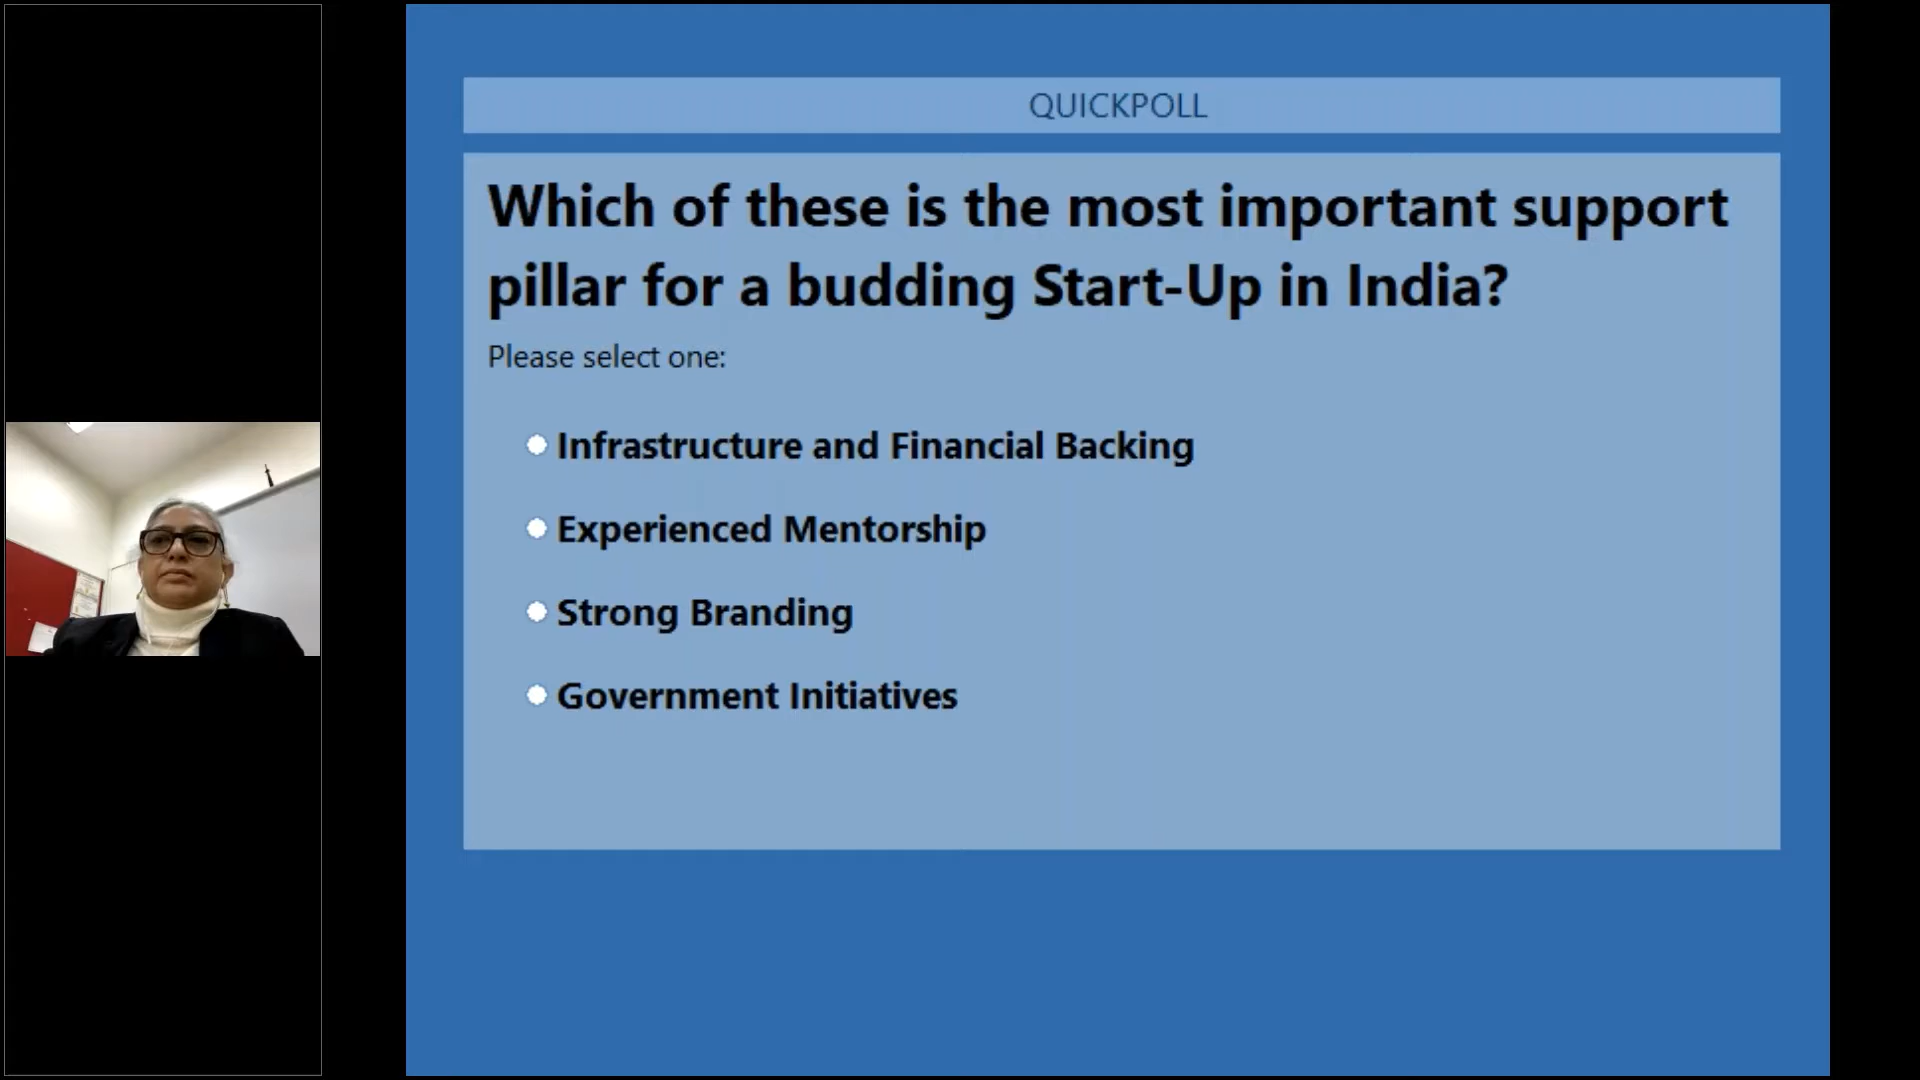 QUICKPOLL
Which of these is the most important support
pillar for a budding Start-Up in India?
Please select one:
Infrastructure and Financial Backing
Experienced Mentorship
Strong Branding
Government Initiatives